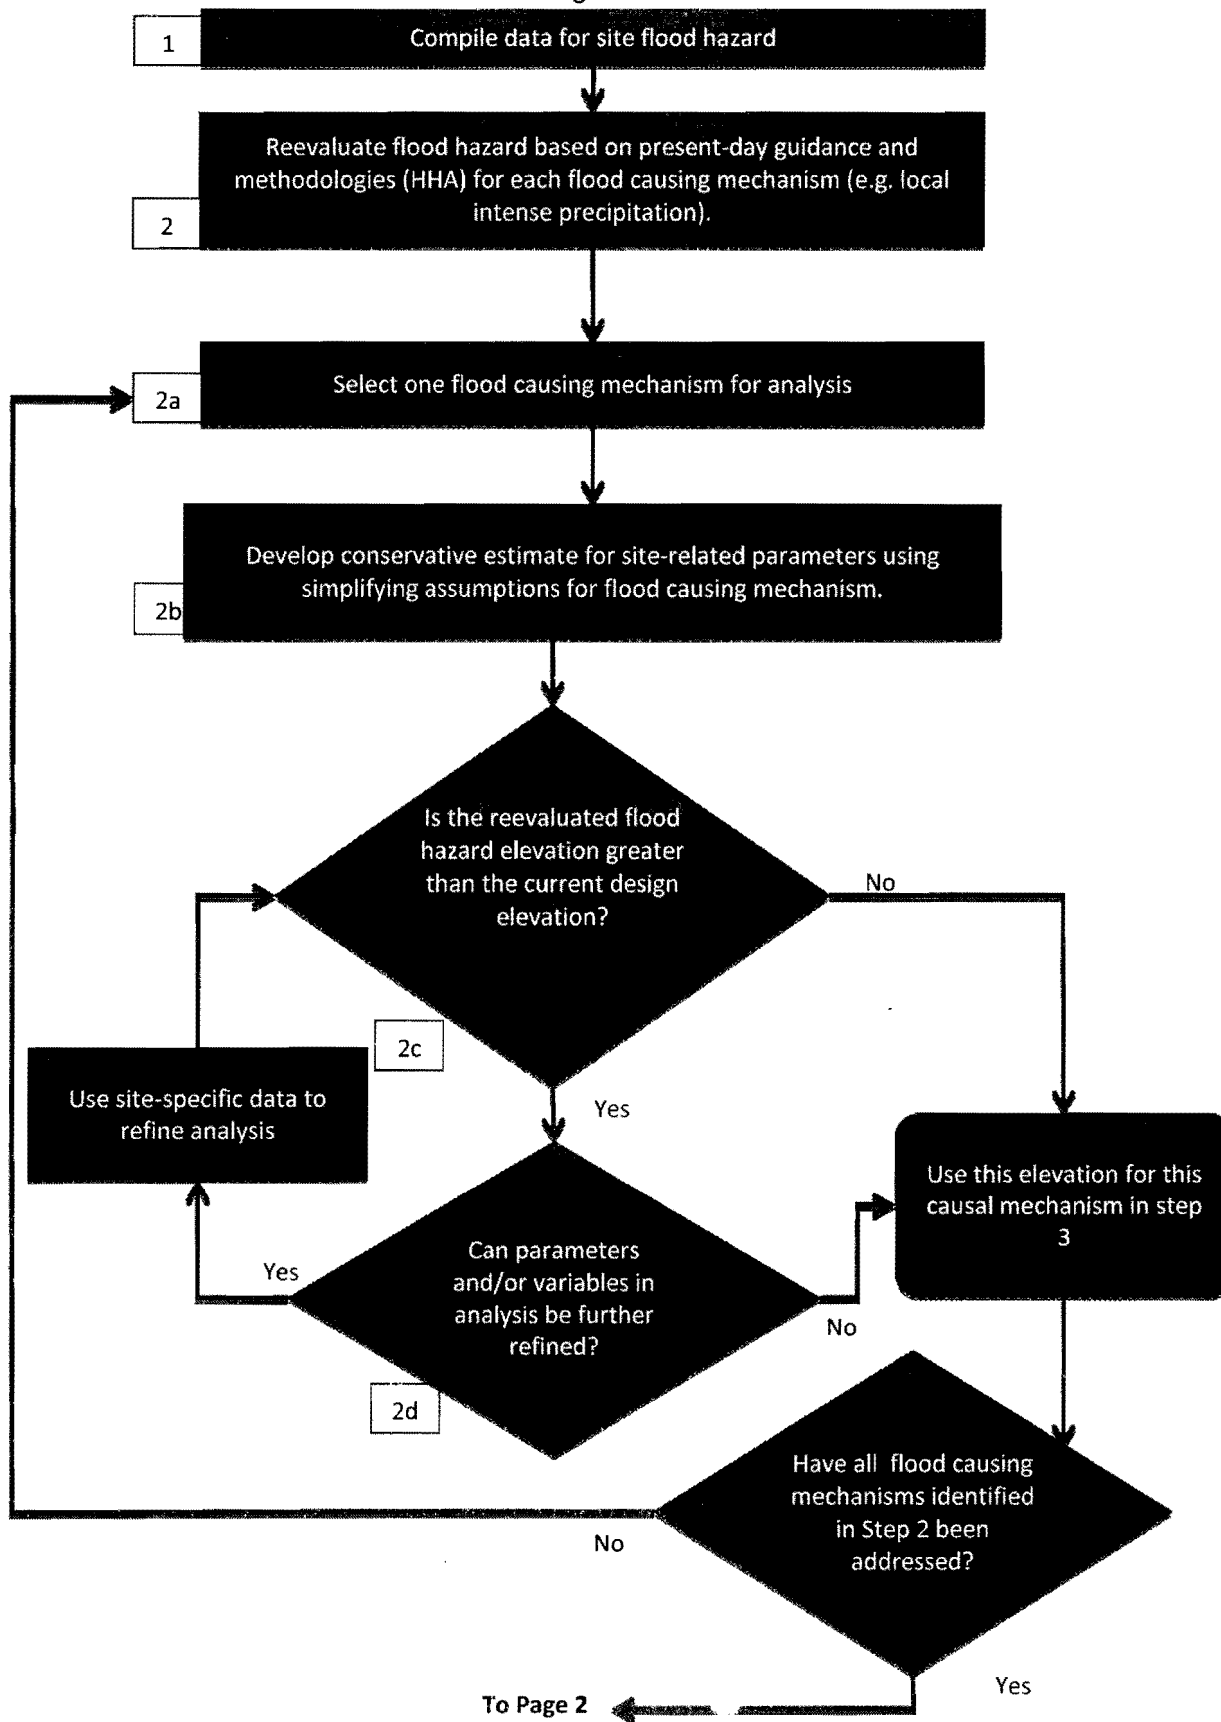 1
Compile data for site flood hazard
Reevaluate flood hazard based on present-day guidance and
methodologies (HHA) for each flood causing mechanism (e.g. local
intense precipitation).
2
Select one flood causing mechanism for analysis
2a
Develop conservative estimate for site-related parameters using
simplifying assumptions for flood causing mechanism.
2b
Is the reevaluated flood
hazard elevation greater
than the current design
elevation?
No
2c
Use site-specific data to
refine analysis
Yes
Use this elevation for this
causal mechanism in step
3
Can parameters
and/or variables in
analysis be further
refined?
Yes
No
2d
Have all flood causing
mechanisms identified
in Step 2 been
addressed?
No
Yes
To Page 2